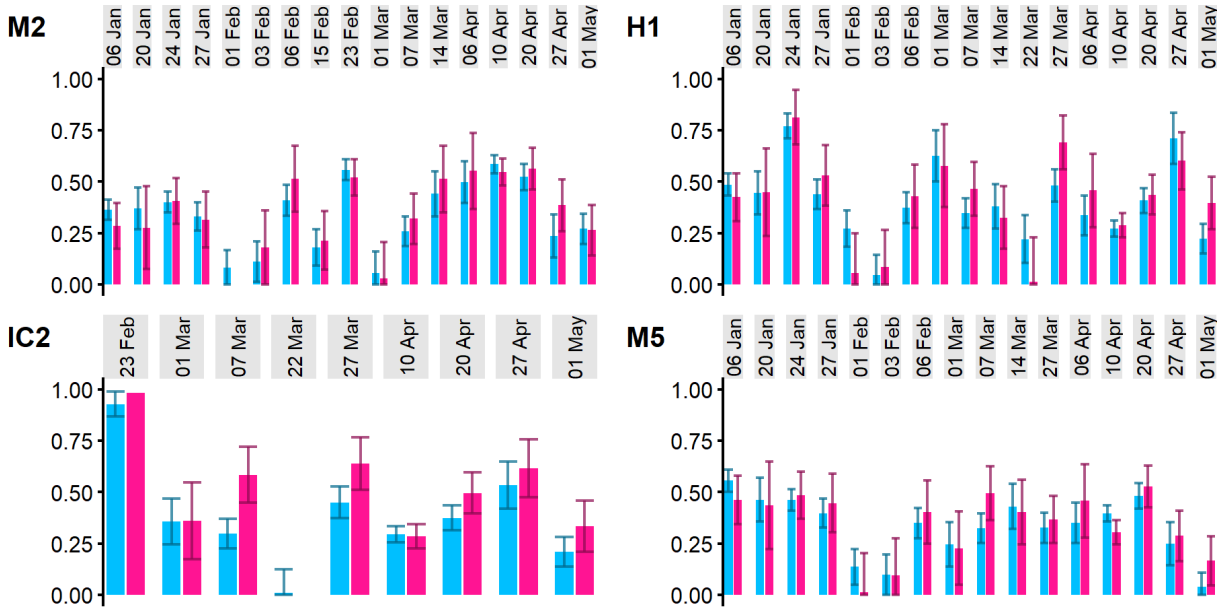 M2
06 Jan
20 Jan
24 Jan
27 Jan
01 Feb
03 Feb
06 Feb
15 Feb
23 Feb
01 Mar
07 Mar
14 Mar
06 Apr
10 Apr
20 Apr
27 Apr
01 May
1.00
0.75
0.50
0.25
0.00
H1
06 Jan
20 Jan
24 Jan
27 Jan
01 Feb
03 Feb
06 Feb
01 Mar
07 Mar
14 Mar
22 Mar
27 Mar
06 Apr
10 Apr
20 Apr
27 Apr
01 May
1.00
0.75
0.50
0.25
0.00
IC2
23 Feb
01 Mar
07 Mar
22 Mar
27 Mar
10 Apr
20 Apr
27 Apr
01 May
1.00
0.75
0.50
0.25
0.00
M5
06 Jan
20 Jan
24 Jan
27 Jan
01 Feb
03 Feb
06 Feb
01 Mar
07 Mar
14 Mar
27 Mar
06 Apr
10 Apr
20 Apr
27 Apr
01 May
1.00
0.75
0.50
0.25
0.00